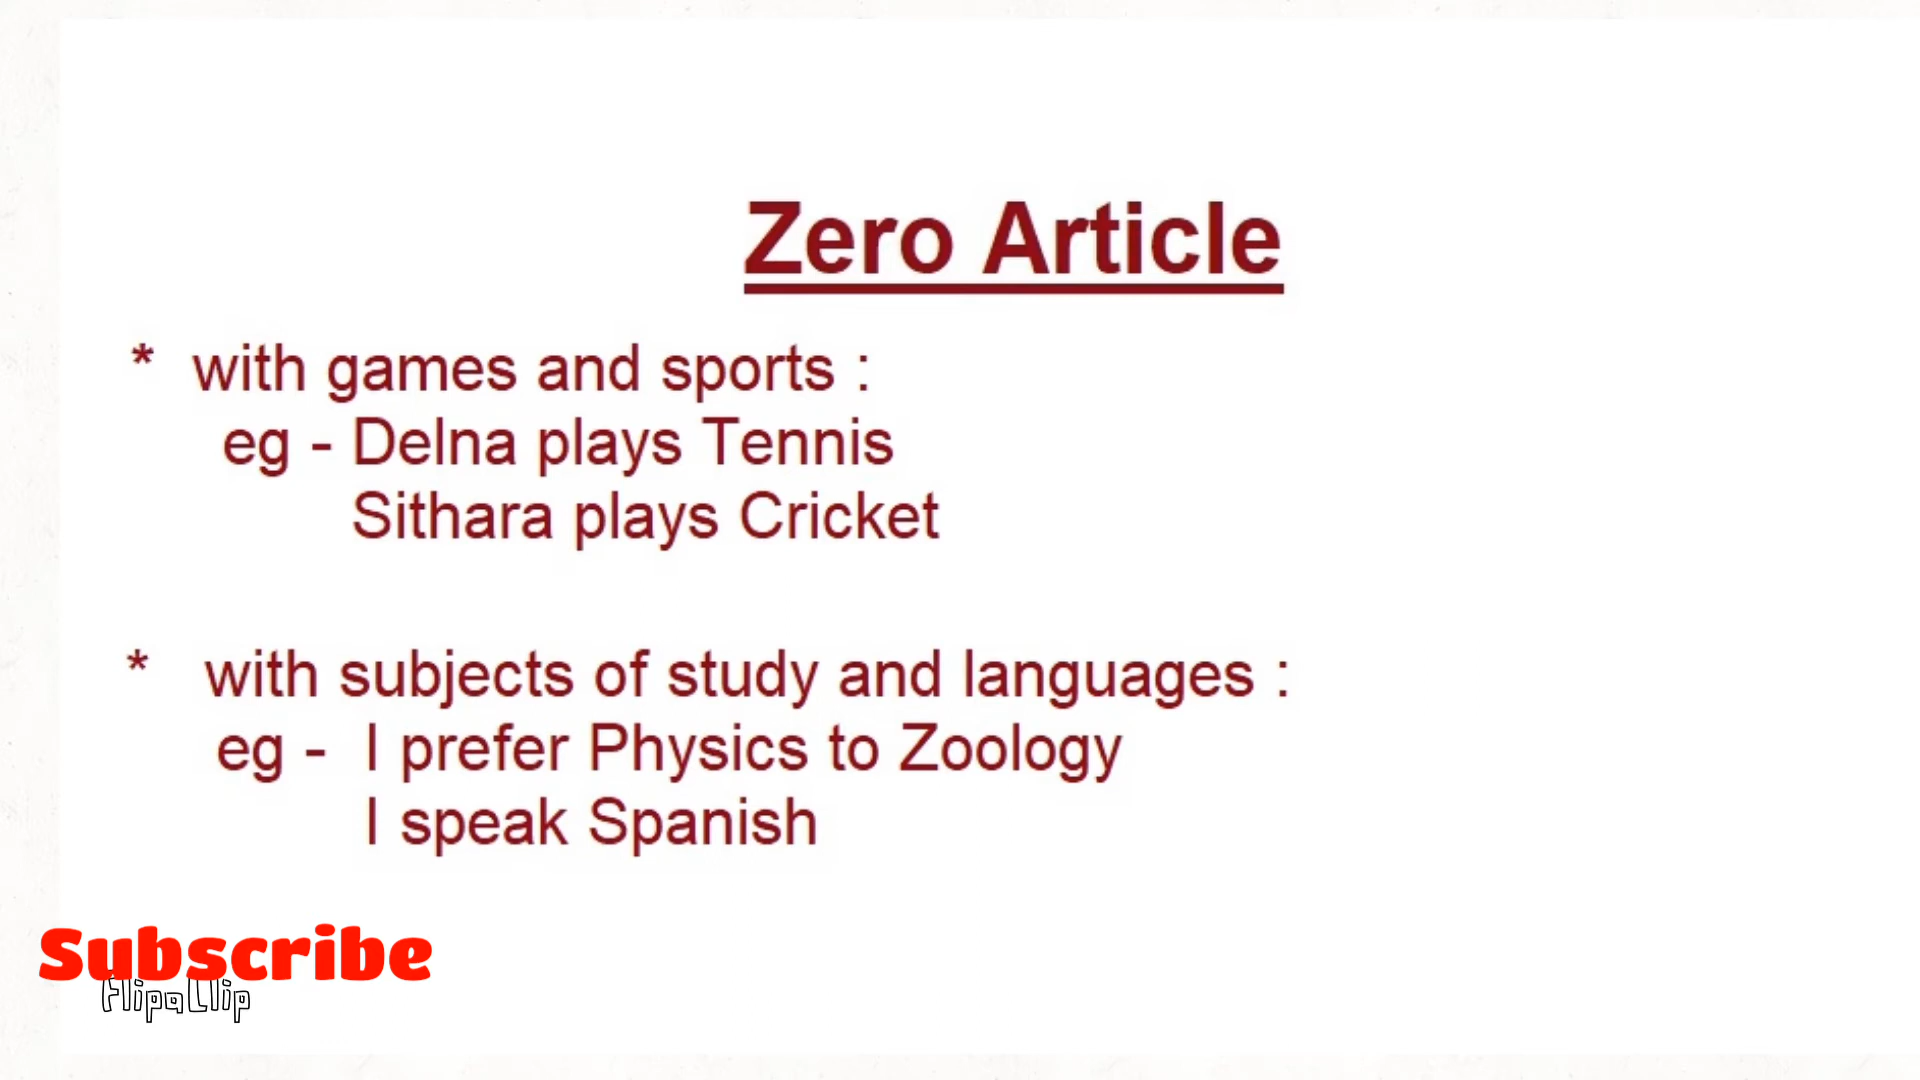 Zero Article
* with games and sports :
eg - Delna plays Tennis
Sithara plays Cricket
* with subjects of study and languages :
eg - I prefer Physics to Zoology
I speak Spanish
Subscribe
FlipaClip